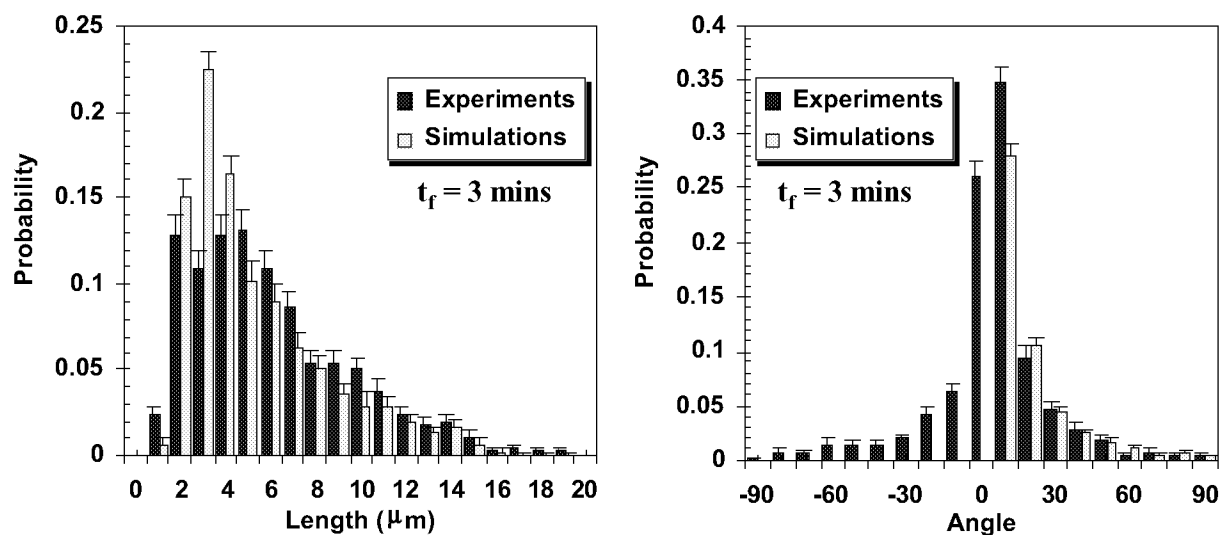 0.25
0.2
0.15
0.1
0.05
0
Probability
Experiments
Simulations
t_f = 3 mins
0 2 4 6 8 10 12 14 16 18 20
Length (μm)
0.4
0.35
0.3
0.25
0.2
0.15
0.1
0.05
0
Probability
Experiments
Simulations
t_f = 3 mins
-90 -60 -30 0 30 60 90
Angle